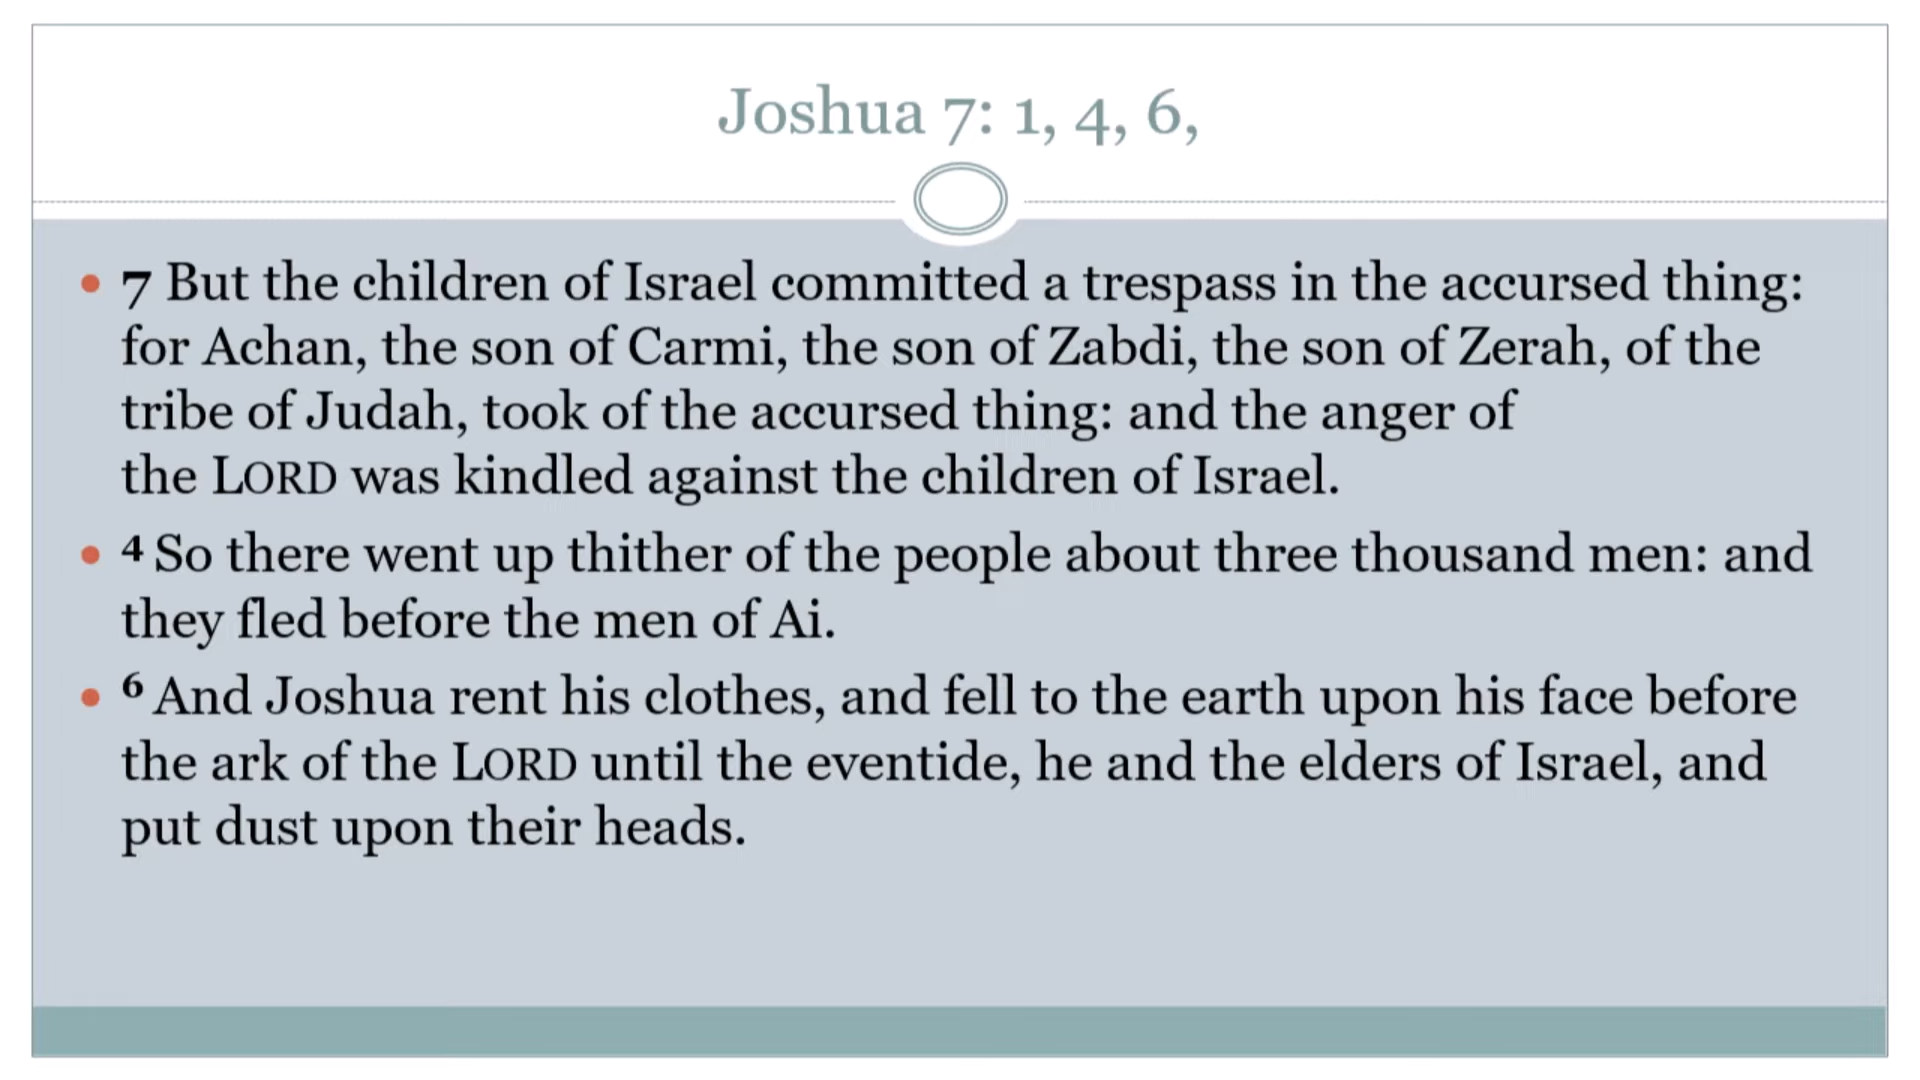 Joshua 7: 1, 4, 6,
• 7 But the children of Israel committed a trespass in the accursed thing:
for Achan, the son of Carmi, the son of Zabdi, the son of Zerah, of the
tribe of Judah, took of the accursed thing: and the anger of
the LORD was kindled against the children of Israel.
• 4 So there went up thither of the people about three thousand men: and
they fled before the men of Ai.
• 6 And Joshua rent his clothes, and fell to the earth upon his face before
the ark of the LORD until the eventide, he and the elders of Israel, and
put dust upon their heads.